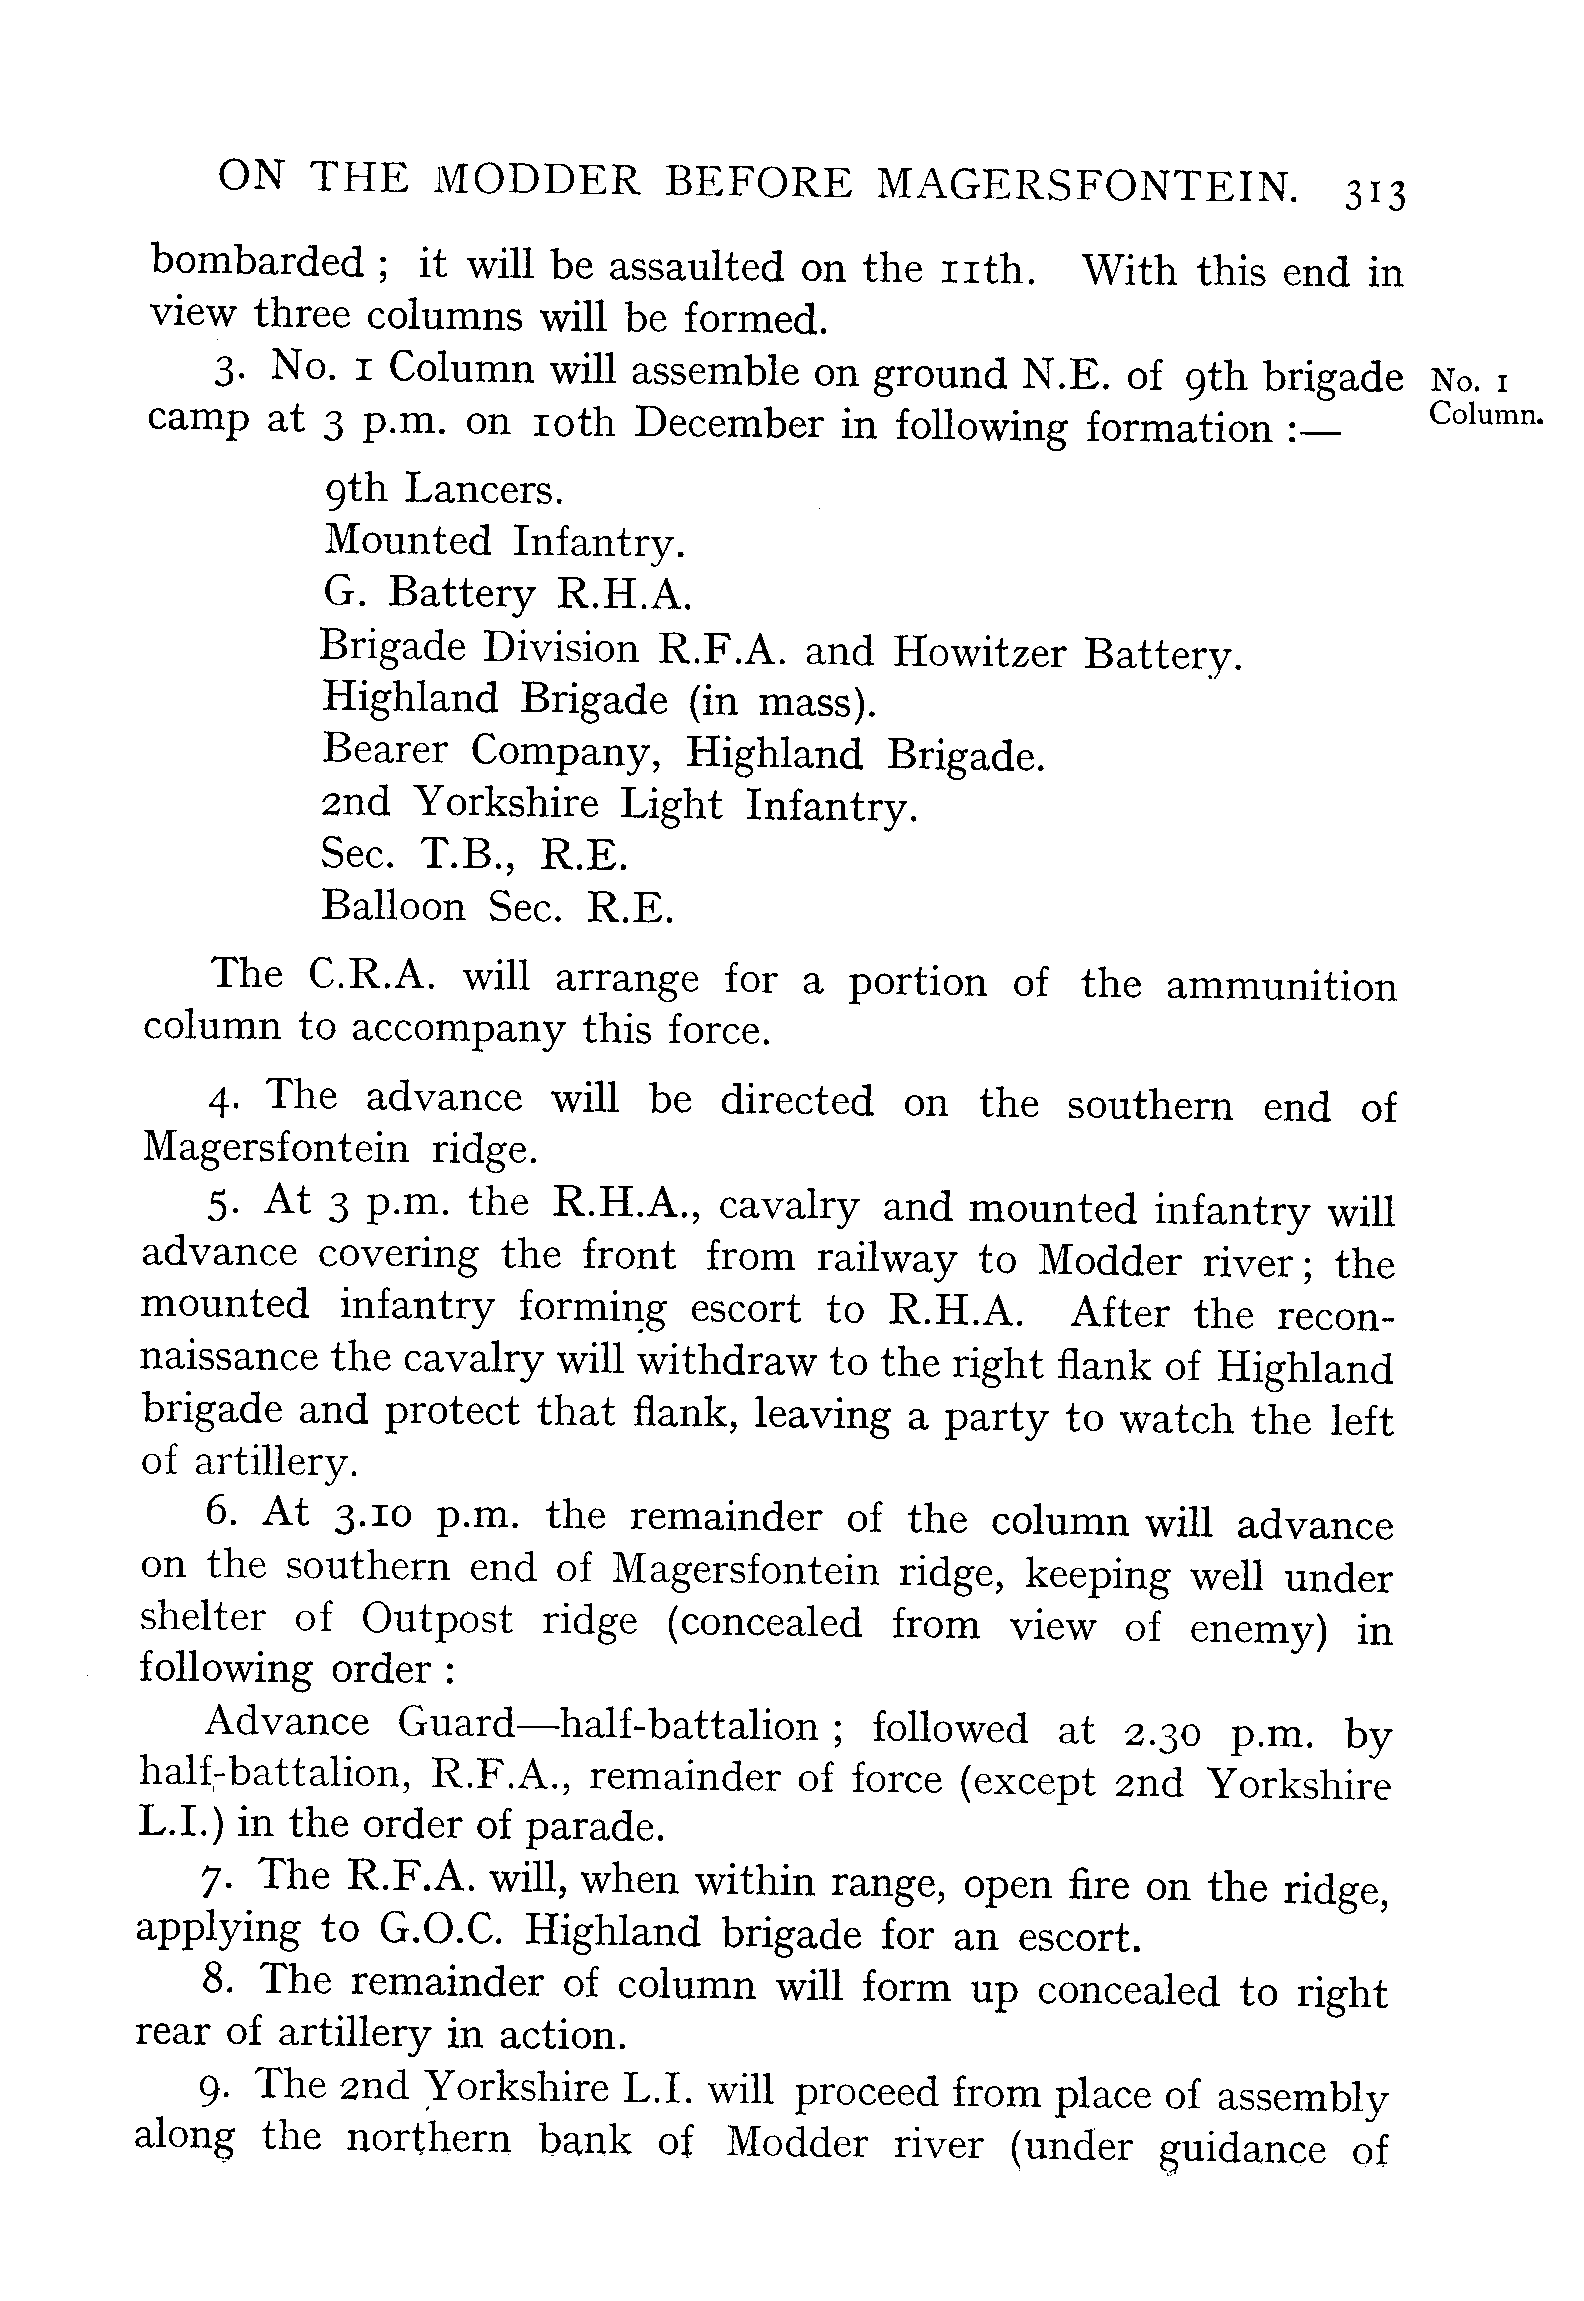 ON THE MODDER BEFORE MAGERSFONTEIN. 313
bombarded ; it will be assaulted on the 11th. With this end in
view three columns will be formed.
3. No. 1 Column will assemble on ground N.E. of 9th brigade
No. 1
Column.
camp at 3 p.m. on 10th December in following formation :—
9th Lancers.
Mounted Infantry.
G. Battery R.H.A.
Brigade Division R.F.A. and Howitzer Battery.
Highland Brigade (in mass).
Bearer Company, Highland Brigade.
2nd Yorkshire Light Infantry.
Sec. T.B., R.E.
Balloon Sec. R.E.
The C.R.A. will arrange for a portion of the ammunition
column to accompany this force.
4. The advance will be directed on the southern end of
Magersfontein ridge.
5. At 3 p.m. the R.H.A., cavalry and mounted infantry will
advance covering the front from railway to Modder river ; the
mounted infantry forming escort to R.H.A. After the recon-
naissance the cavalry will withdraw to the right flank of Highland
brigade and protect that flank, leaving a party to watch the left
of artillery.
6. At 3.10 p.m. the remainder of the column will advance
on the southern end of Magersfontein ridge, keeping well under
shelter of Outpost ridge (concealed from view of enemy) in
following order :
Advance Guard—half-battalion ; followed at 2.30 p.m. by
half-battalion, R.F.A., remainder of force (except 2nd Yorkshire
L.I.) in the order of parade.
7. The R.F.A. will, when within range, open fire on the ridge,
applying to G.O.C. Highland brigade for an escort.
8. The remainder of column will form up concealed to right
rear of artillery in action.
9. The 2nd Yorkshire L.I. will proceed from place of assembly
along the northern bank of Modder river (under guidance of